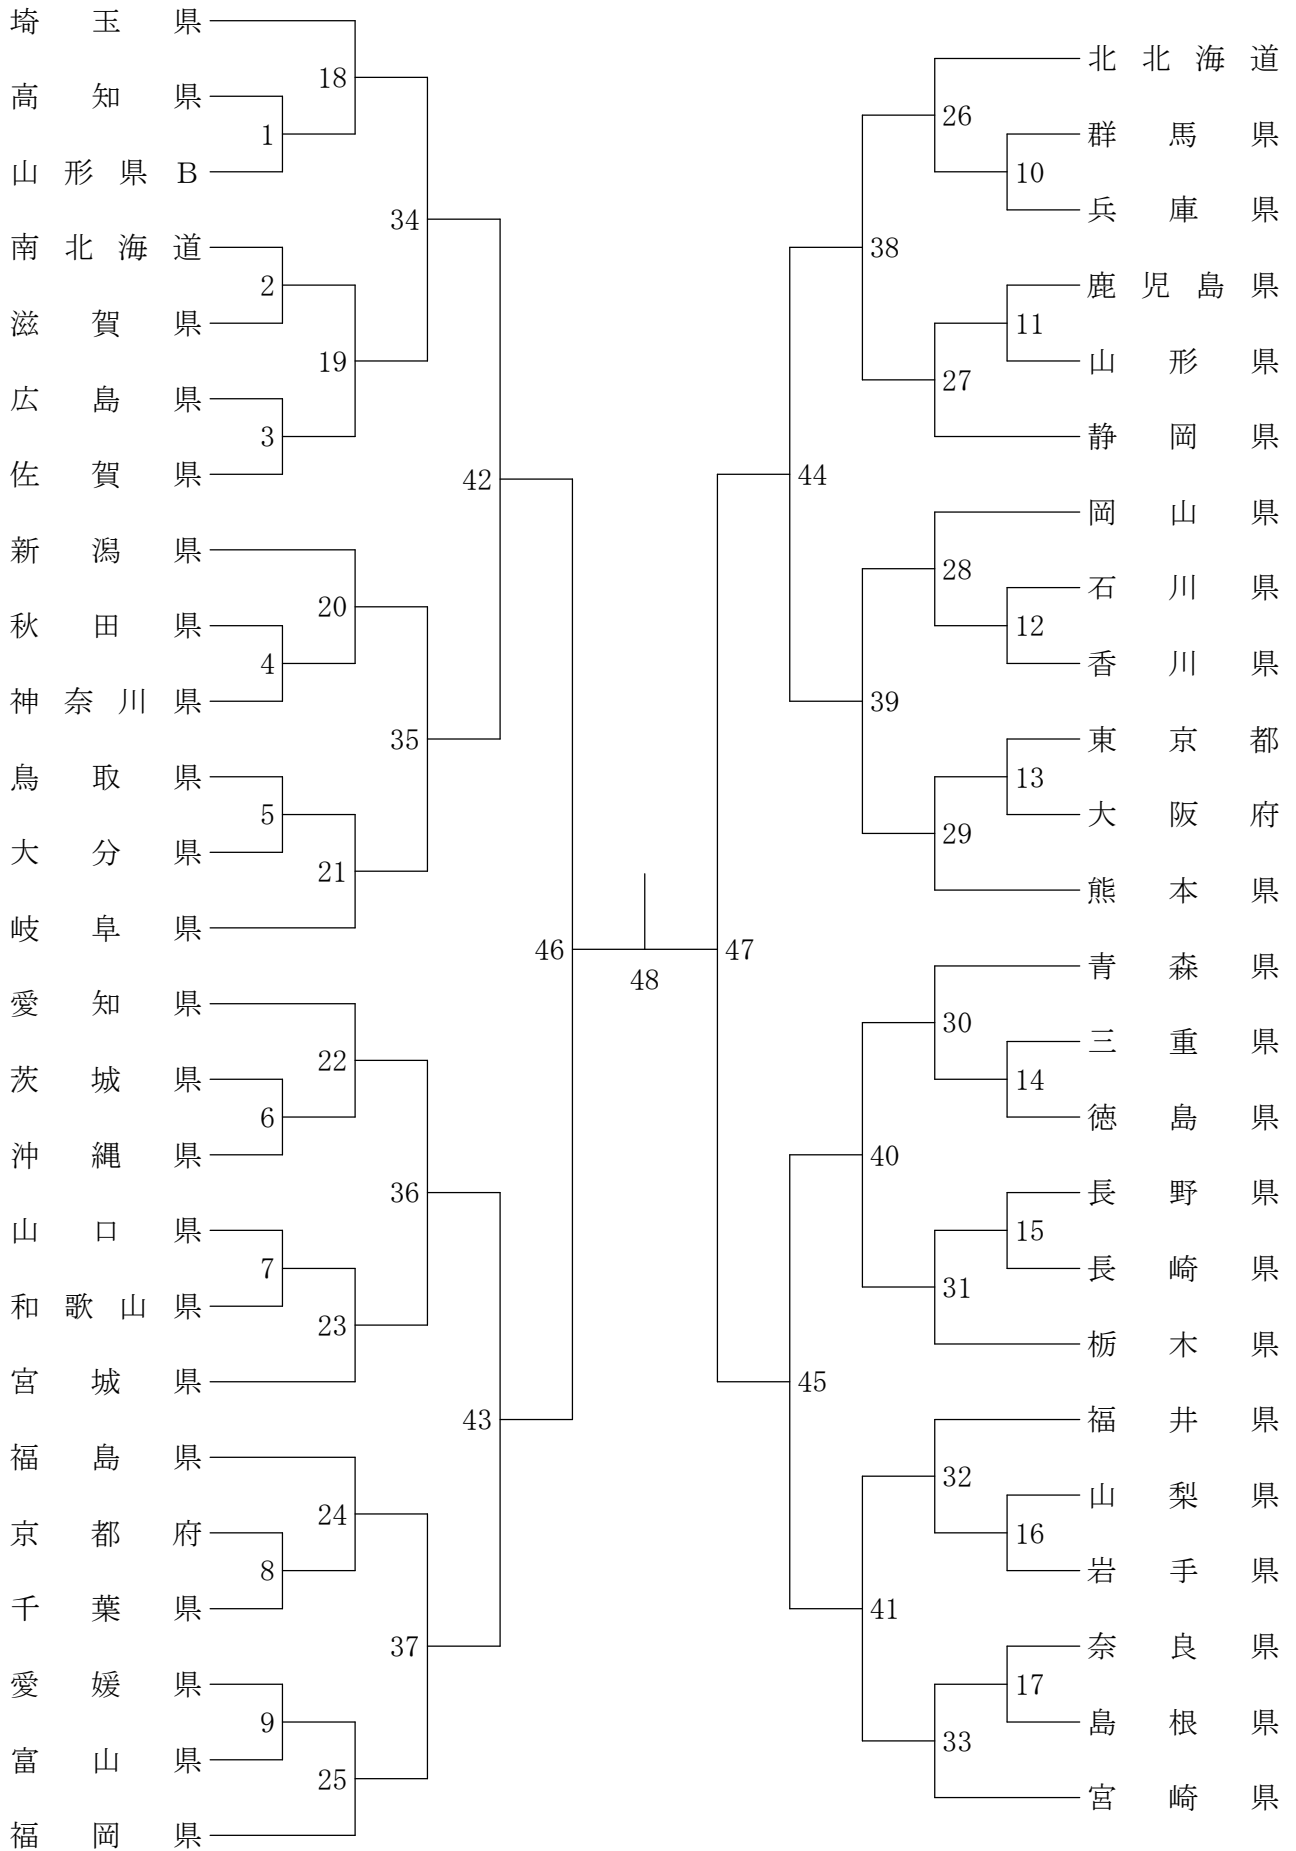 埼玉県
高知県
山形県B
南北海道
滋賀県
広島県
佐賀県
新潟県
秋田県
神奈川県
鳥取県
大分県
岐阜県
愛知県
茨城県
沖縄県
山口県
和歌山県
宮城県
福島県
京都府
千葉県
愛媛県
富山県
福岡県
1
2
3
4
5
6
7
8
9
18
19
20
21
22
23
24
25
34
35
36
37
42
43
46
48
47
44
45
38
39
40
41
26
27
28
29
30
31
32
33
10
11
12
13
14
15
16
17
北北海道
群馬県
兵庫県
鹿児島県
山形県
静岡県
岡山県
石川県
香川県
東京都
大阪府
熊本県
青森県
三重県
徳島県
長野県
長崎県
栃木県
福井県
山梨県
岩手県
奈良県
島根県
宮崎県